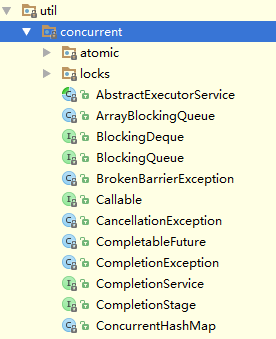 util
concurrent
atomic
locks
AbstractExecutorService
ArrayBlockingQueue
BlockingDeque
BlockingQueue
BrokenBarrierException
Callable
CancellationException
CompletableFuture
CompletionException
CompletionService
CompletionStage
ConcurrentHashMap